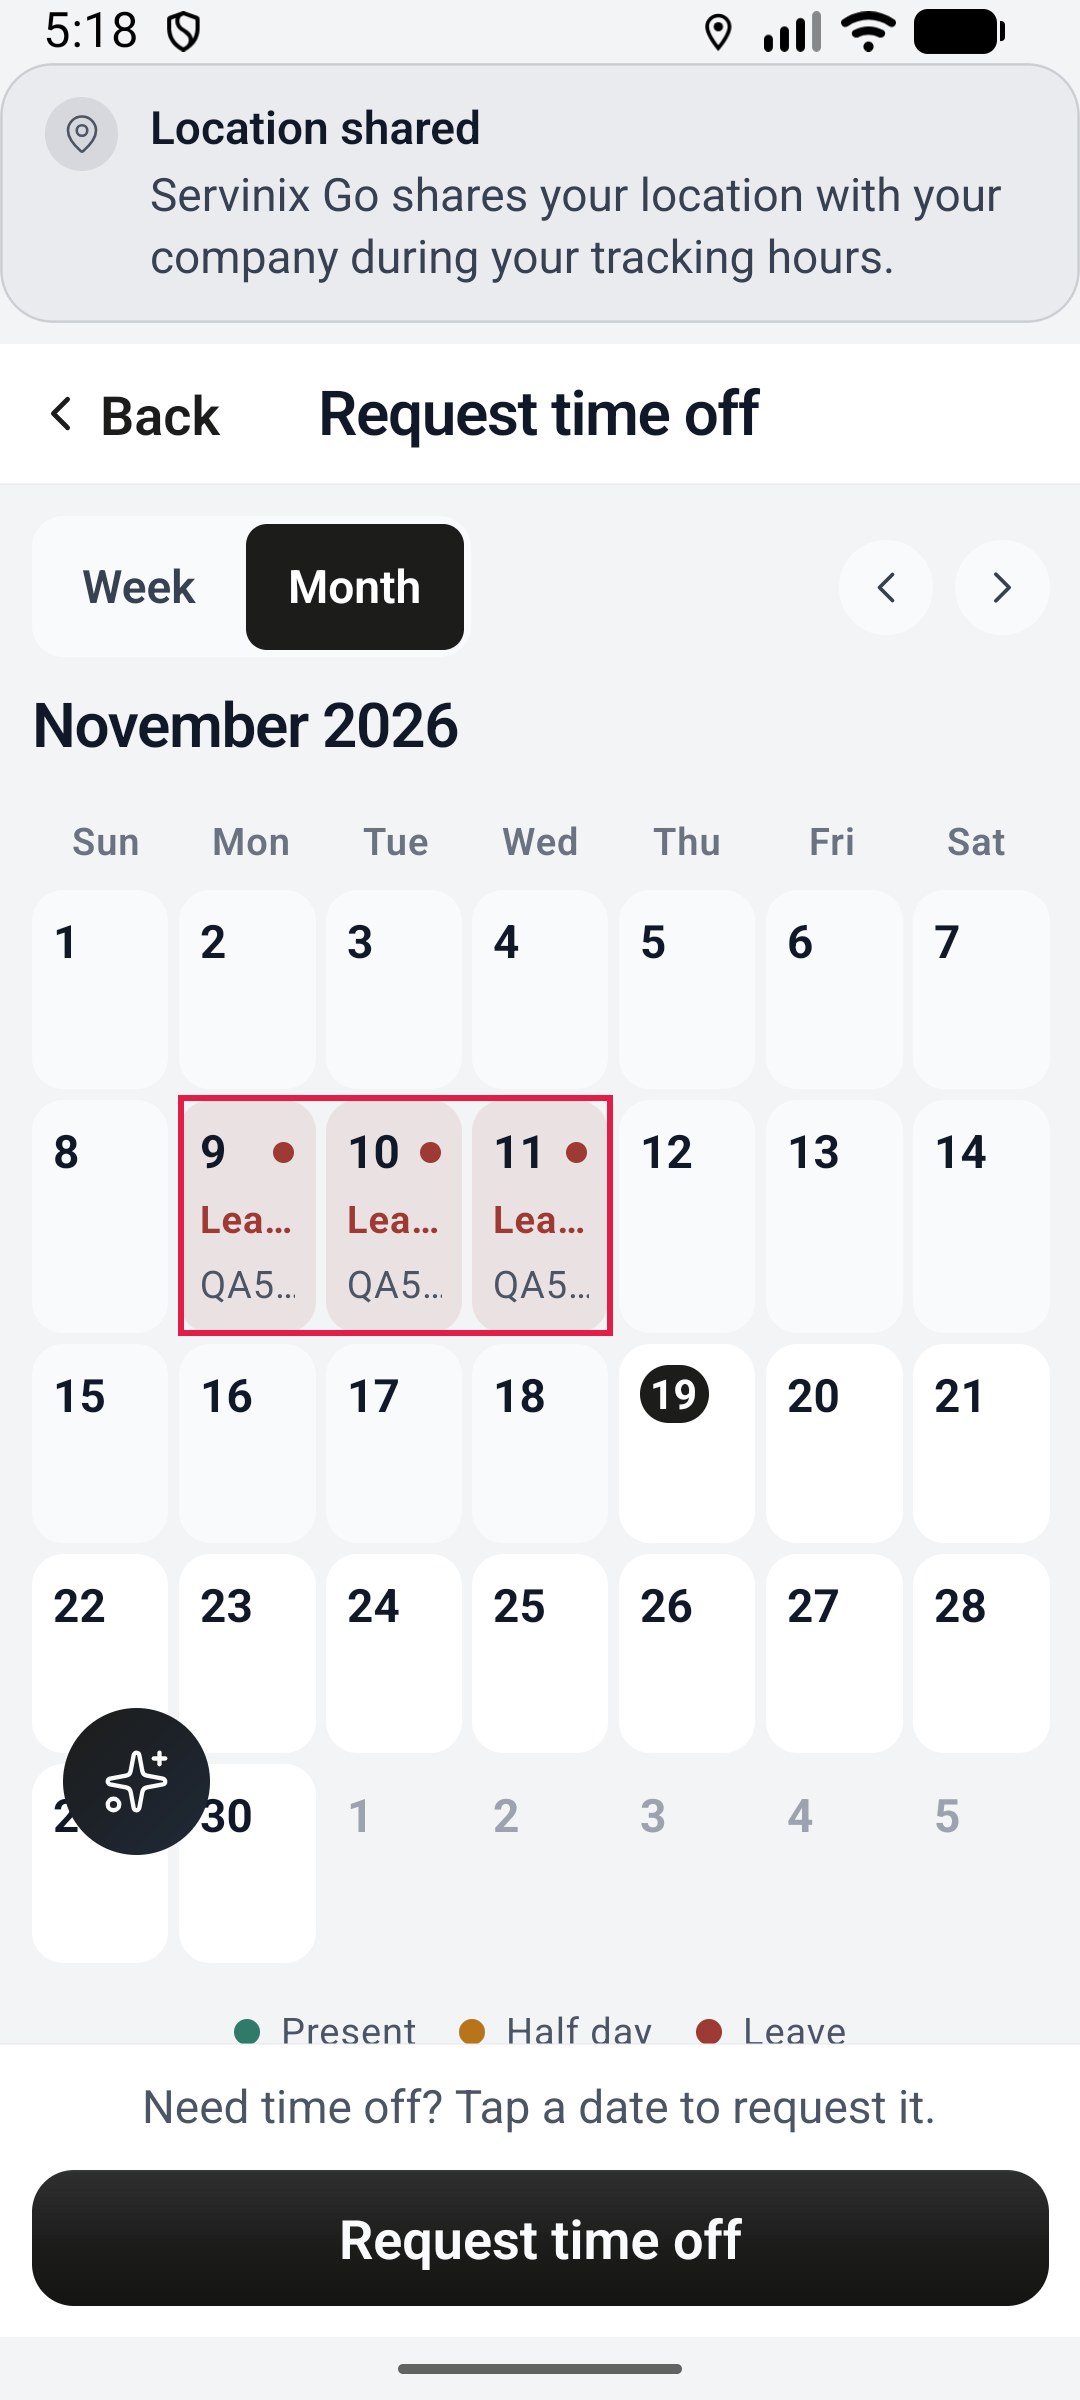 5:18
Location shared
Servinix Go shares your location with your
company during your tracking hours.
Back
Request time off
Week
Month
November 2026
Sun Mon Tue Wed Thu Fri Sat
1 2 3 4 5 6 7
8 9 10 11 12 13 14
Lea... Lea... Lea...
QA5... QA5... QA5...
15 16 17 18 19 20 21
22 23 24 25 26 27 28
30 1 2 3 4 5
Present Half day Leave
Need time off? Tap a date to request it.
Request time off